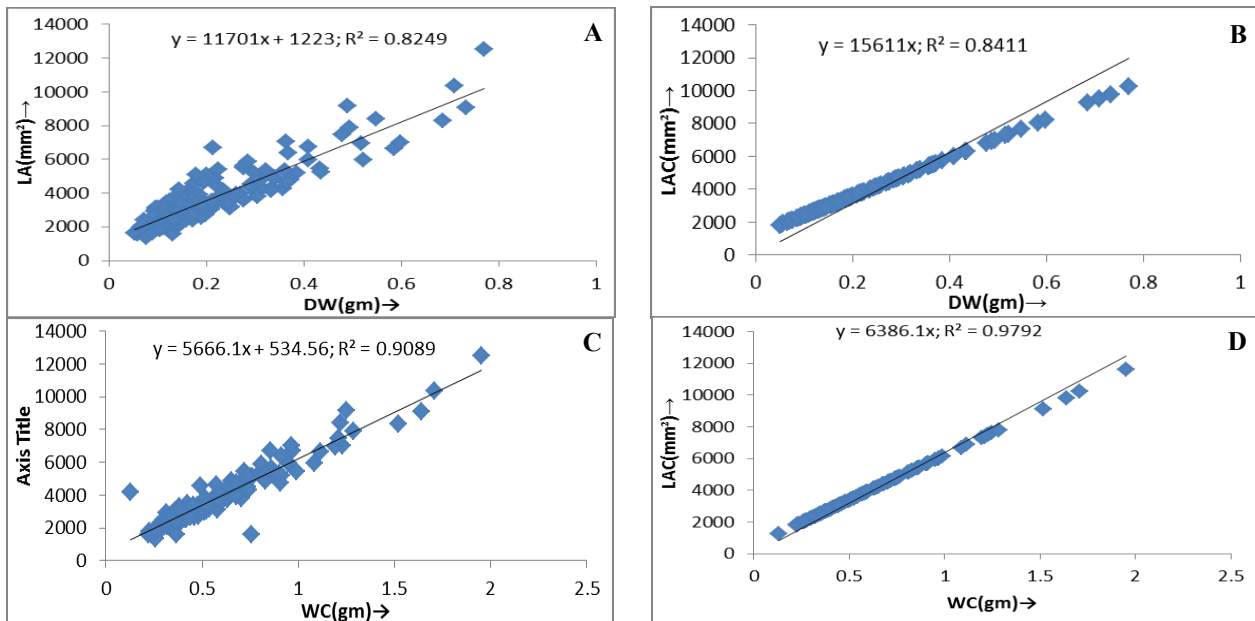 A
y = 11701x + 1223; R² = 0.8249
LA(mm²)→
14000
12000
10000
8000
6000
4000
2000
0
0 0.2 0.4 0.6 0.8 1
DW(gm)→
B
y = 15611x; R² = 0.8411
LAC(mm²)→
14000
12000
10000
8000
6000
4000
2000
0
0 0.2 0.4 0.6 0.8 1
DW(gm)→
C
y = 5666.1x + 534.56; R² = 0.9089
Axis Title
14000
12000
10000
8000
6000
4000
2000
0
0 0.5 1 1.5 2 2.5
WC(gm)→
D
y = 6386.1x; R² = 0.9792
LAC(mm²)→
14000
12000
10000
8000
6000
4000
2000
0
0 0.5 1 1.5 2 2.5
WC(gm)→